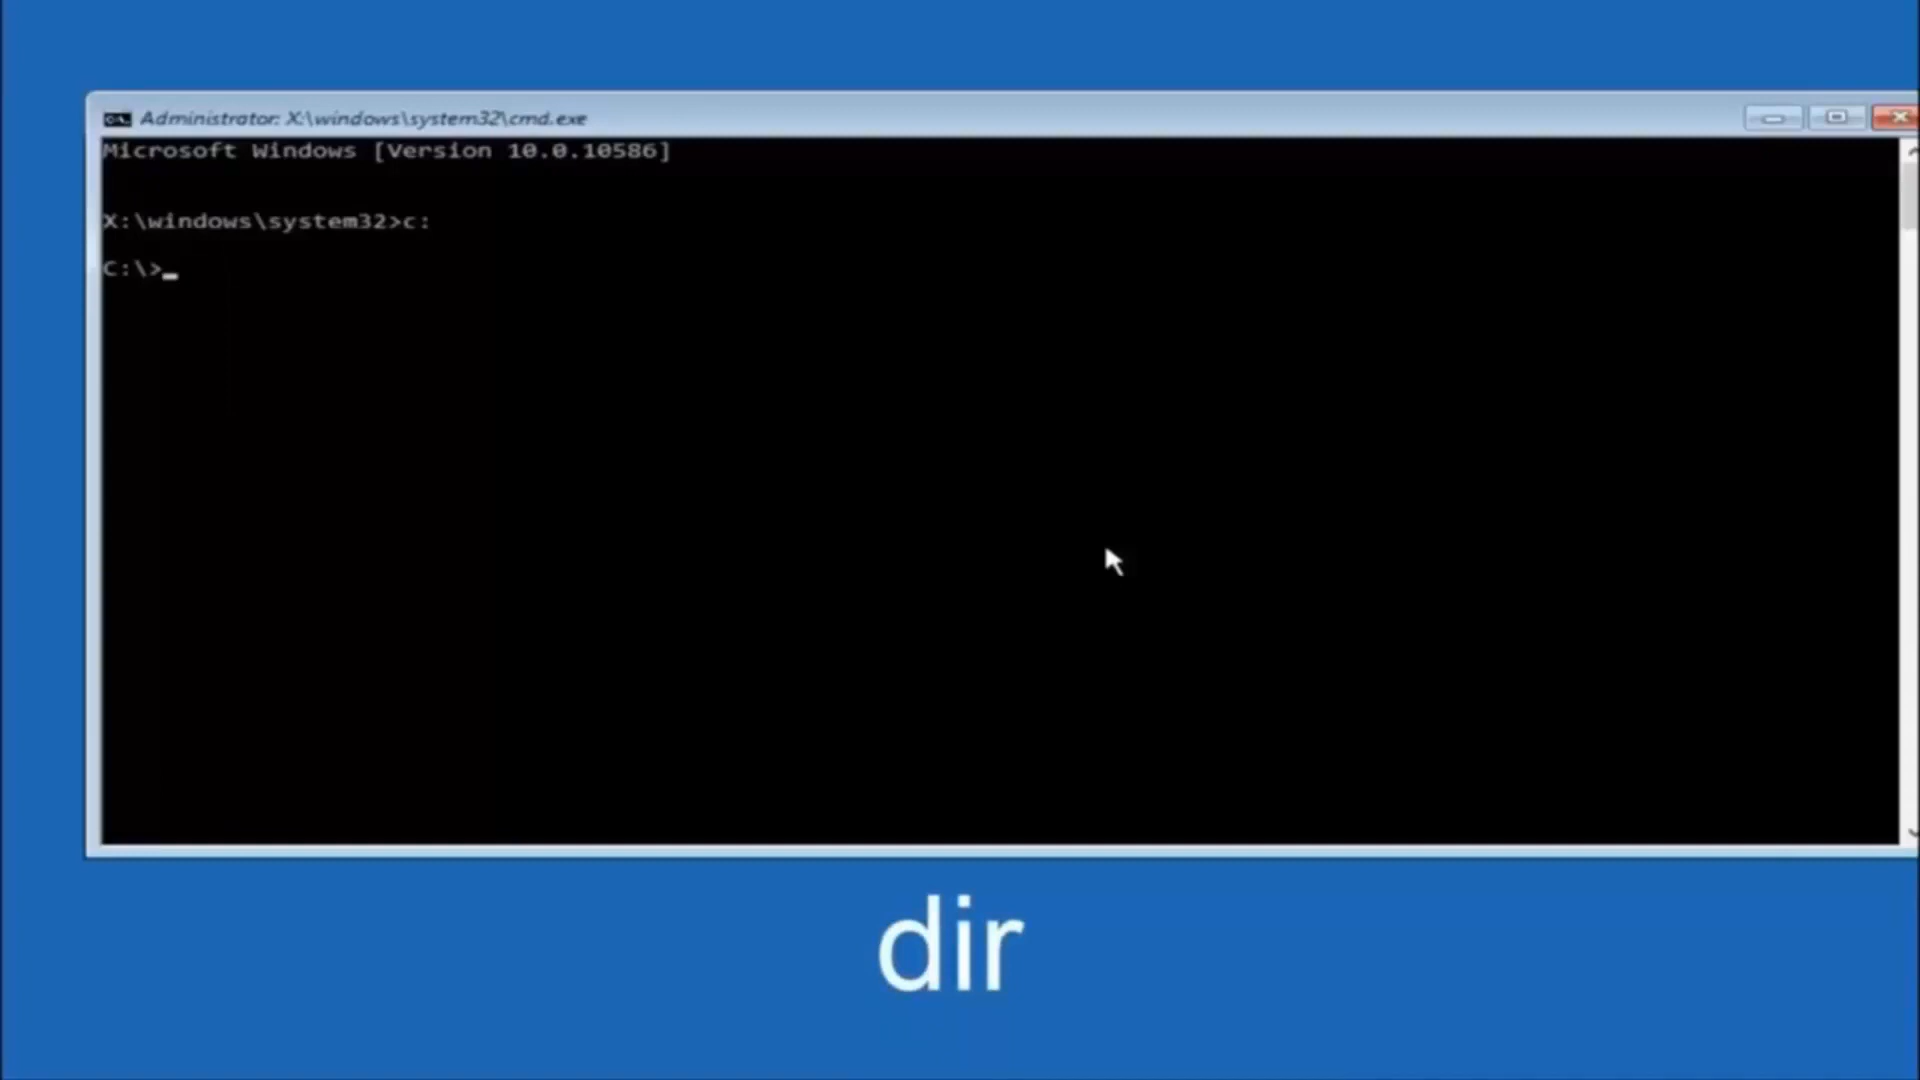 Administrator: X:\windows\system32\cmd.exe
Microsoft Windows [Version 10.0.10586]
X:\windows\system32>c:
C:\>_
dir